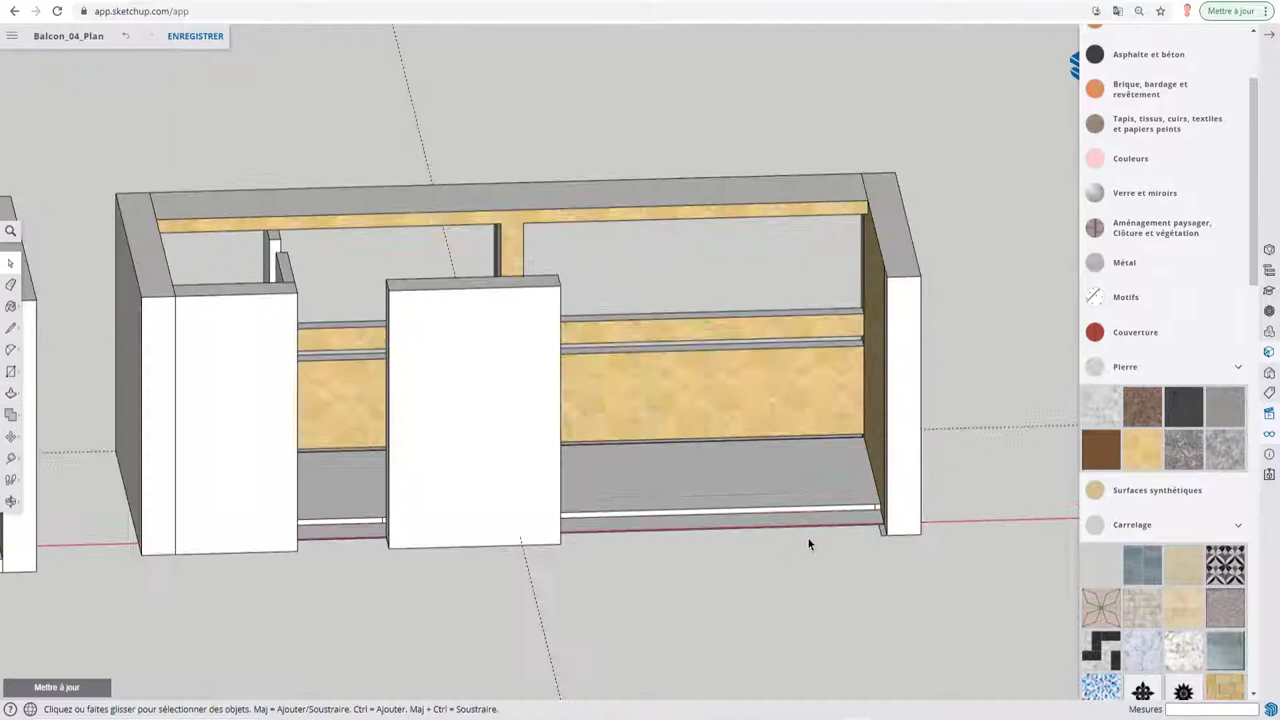 app.sketchup.com/app
Mettre à jour
Balcon_04_Plan
ENREGISTRER
Asphalte et béton
Brique, bardage et
revêtement
Tapis, tissus, cuirs, textiles
et papiers peints
Couleurs
Verre et miroirs
Aménagement paysager,
Clôture et végétation
Métal
Motifs
Couverture
Pierre
Surfaces synthétiques
Carrelage
Mettre à jour
Cliquez ou faites glisser pour sélectionner des objets. Maj = Ajouter/Soustraire. Ctrl = Ajouter. Maj + Ctrl = Soustraire.
Mesures